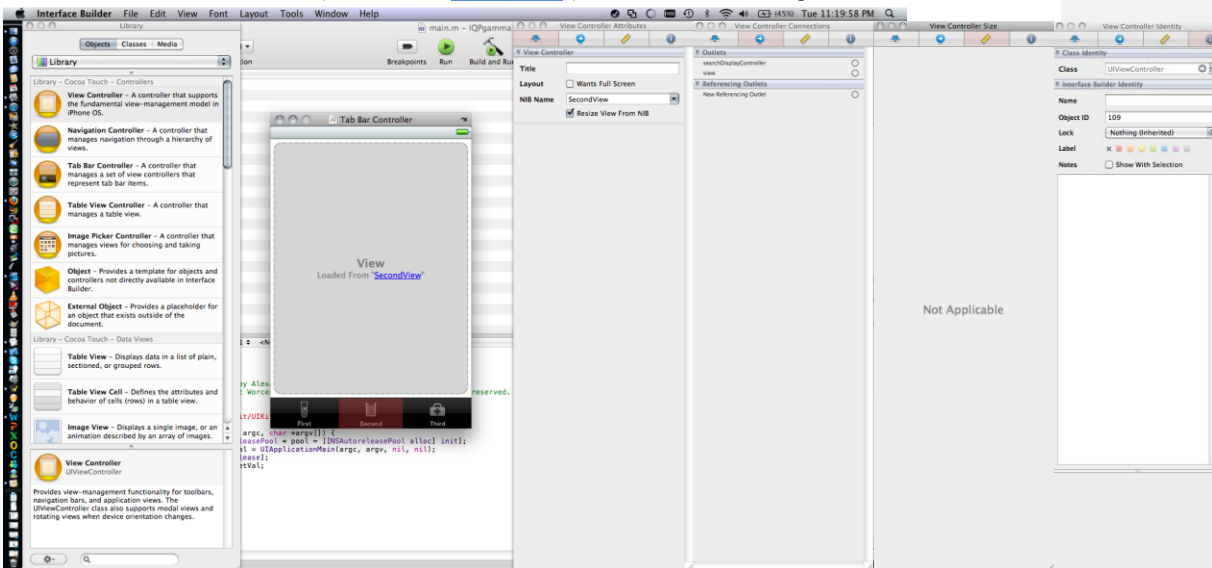 Interface Builder File Edit View Font Layout Tools Window Help
(45%) Tue 11:19:58 PM
Library
Objects Classes Media
Library
Library – Cocoa Touch – Controllers
View Controller – A controller that supports
the fundamental view-management model in
iPhone OS.
Navigation Controller – A controller that
manages navigation through a hierarchy of
views.
Tab Bar Controller – A controller that
manages a set of view controllers that
represent tab bar items.
Table View Controller – A controller that
manages a table view.
Image Picker Controller – A controller that
manages views for choosing and taking
pictures.
Object – Provides a template for objects and
controllers not directly available in Interface
Builder.
External Object – Provides a placeholder for
an object that exists outside of the
document.
Library – Cocoa Touch – Data Views
Table View – Displays data in a list of plain,
sectioned, or grouped rows.
Table View Cell – Defines the attributes and
behavior of cells (rows) in a table view.
Image View – Displays a single image, or an
animation described by an array of images.
View Controller
UIViewController
Provides view-management functionality for toolbars,
navigation bars, and application views. The
UIViewController class also supports modal views and
rotating views when device orientation changes.
main.m – IQPgamma
Breakpoints Run Build and Ru
Tab Bar Controller
View
Loaded From "SecondView"
First Second Third
by Alex
Worce
reserved.
it/UIKi
argc, char *argv[]) {
leasePool * pool = [[NSAutoreleasePool alloc] init];
al = UIApplicationMain(argc, argv, nil, nil);
lease];
etVal;
View Controller Attributes
View Controller
Title
Layout Wants Full Screen
NIB Name SecondView
Resize View From NIB
View Controller Connections
Outlets
searchDisplayController
view
Referencing Outlets
New Referencing Outlet
View Controller Size
Not Applicable
View Controller Identity
Class Identity
Class UIViewController
Interface Builder Identity
Name
Object ID 109
Lock Nothing (Inherited)
Label
Notes Show With Selection